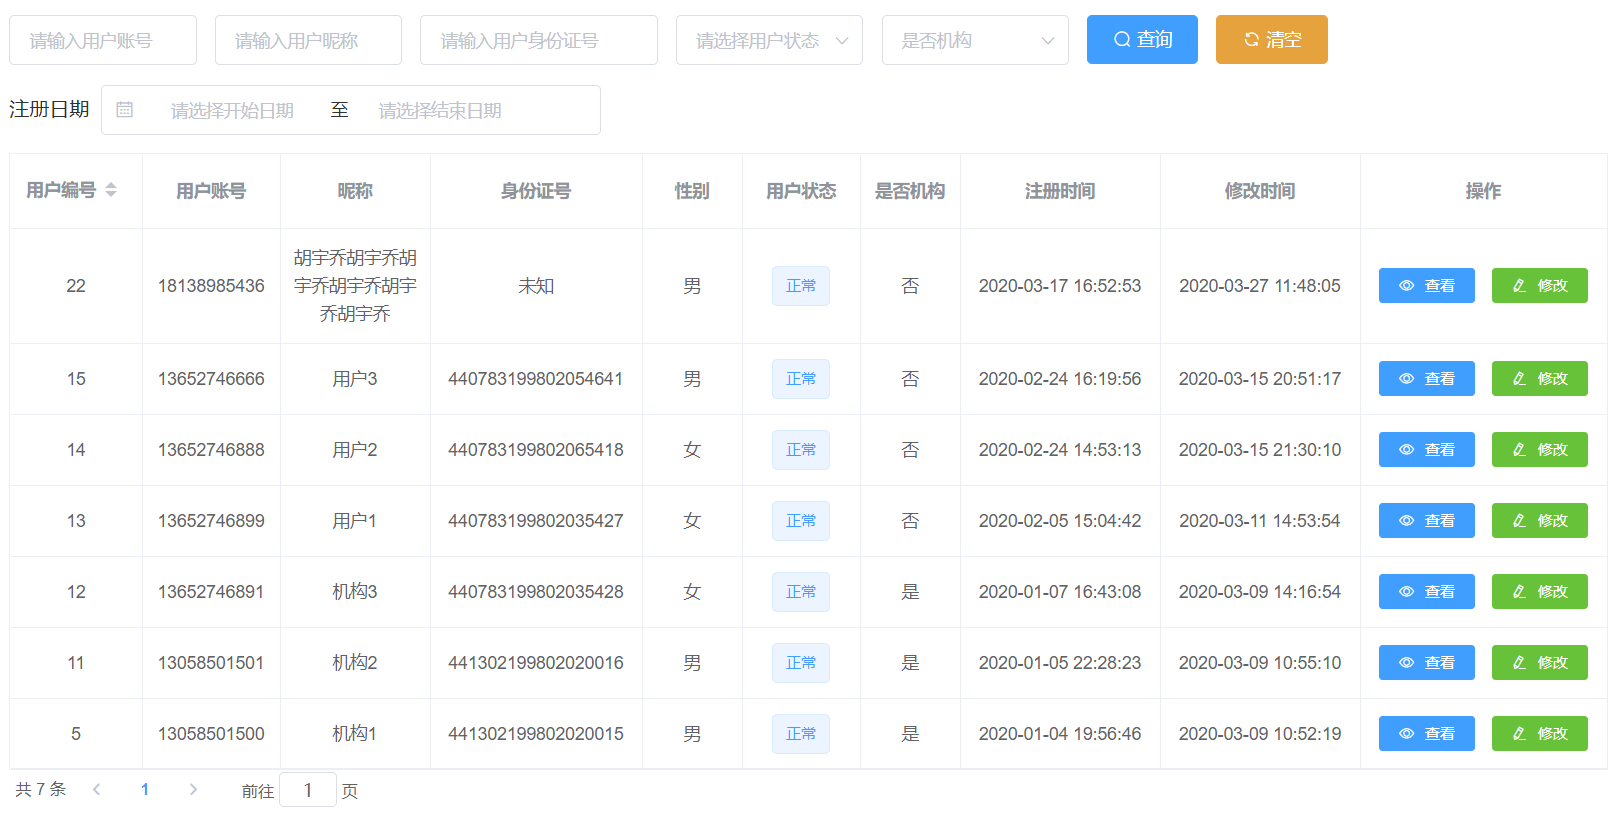 请输入用户账号 请输入用户昵称 请输入用户身份证号 请选择用户状态 是否机构 查询 清空
注册日期 请选择开始日期 至 请选择结束日期
用户编号 用户账号 昵称 身份证号 性别 用户状态 是否机构 注册时间 修改时间 操作
胡宇乔胡宇乔胡
22 18138985436 宇乔胡宇乔胡宇 未知 男 正常 否 2020-03-17 16:52:53 2020-03-27 11:48:05 查看 修改
乔胡宇乔
15 13652746666 用户3 440783199802054641 男 正常 否 2020-02-24 16:19:56 2020-03-15 20:51:17 查看 修改
14 13652746888 用户2 440783199802065418 女 正常 否 2020-02-24 14:53:13 2020-03-15 21:30:10 查看 修改
13 13652746899 用户1 440783199802035427 女 正常 否 2020-02-05 15:04:42 2020-03-11 14:53:54 查看 修改
12 13652746891 机构3 440783199802035428 女 正常 是 2020-01-07 16:43:08 2020-03-09 14:16:54 查看 修改
11 13058501501 机构2 441302199802020016 男 正常 是 2020-01-05 22:28:23 2020-03-09 10:55:10 查看 修改
5 13058501500 机构1 441302199802020015 男 正常 是 2020-01-04 19:56:46 2020-03-09 10:52:19 查看 修改
共 7 条 1 前往 1 页